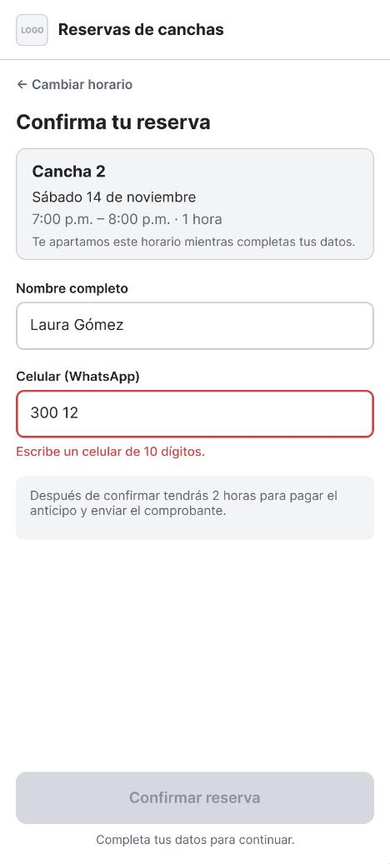 LOGO
Reservas de canchas
← Cambiar horario
Confirma tu reserva
Cancha 2
Sábado 14 de noviembre
7:00 p.m. – 8:00 p.m. · 1 hora
Te apartamos este horario mientras completas tus datos.
Nombre completo
Laura Gómez
Celular (WhatsApp)
300 12
Escribe un celular de 10 dígitos.
Después de confirmar tendrás 2 horas para pagar el
anticipo y enviar el comprobante.
Confirmar reserva
Completa tus datos para continuar.